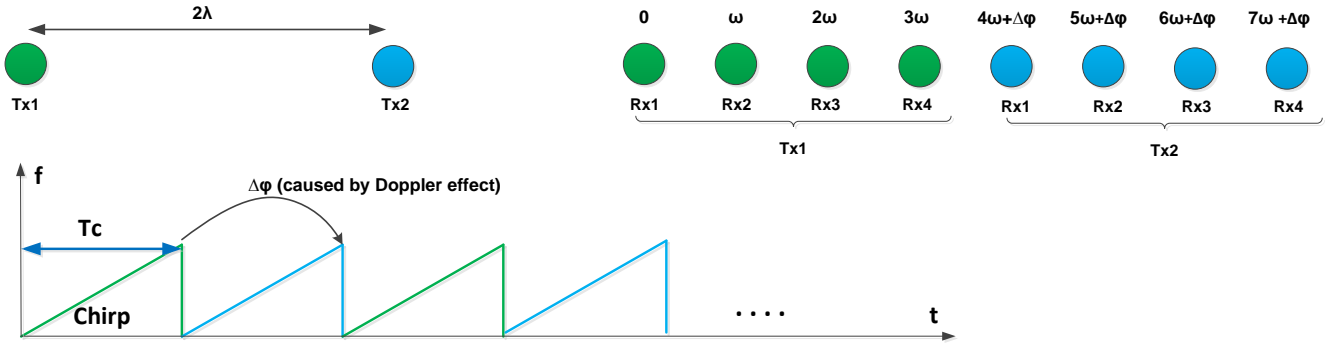 2λ
Tx1
Tx2
0 ω 2ω 3ω 4ω+Δφ 5ω+Δφ 6ω+Δφ 7ω +Δφ
Rx1 Rx2 Rx3 Rx4 Rx1 Rx2 Rx3 Rx4
Tx1
Tx2
f
Δφ (caused by Doppler effect)
Tc
Chirp
. . . .
t